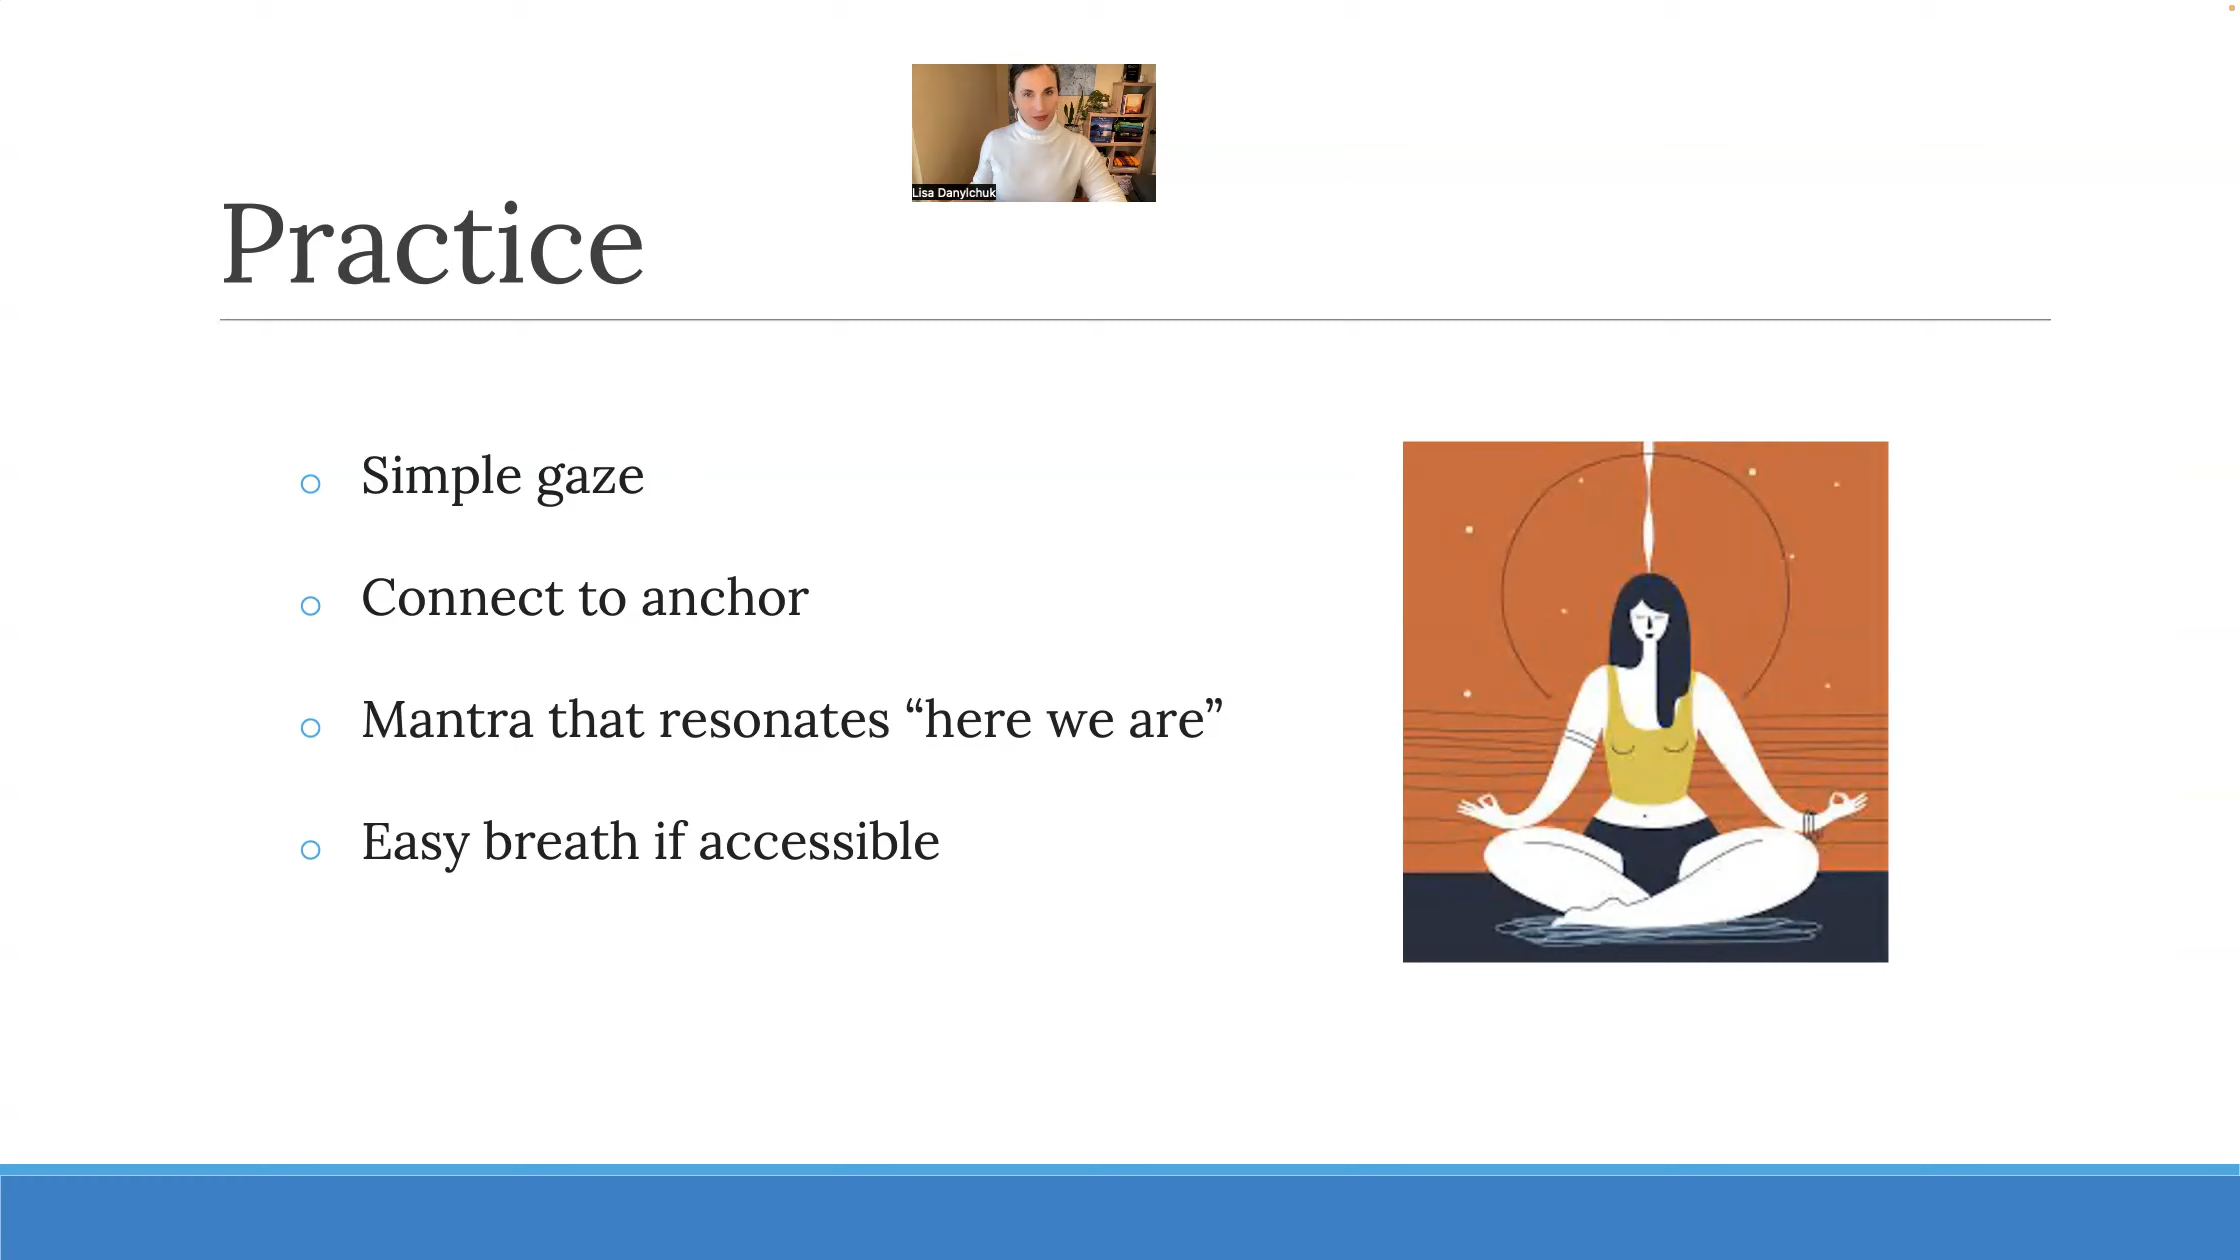 Lisa Danylchuk
Practice
Simple gaze
Connect to anchor
Mantra that resonates “here we are”
Easy breath if accessible